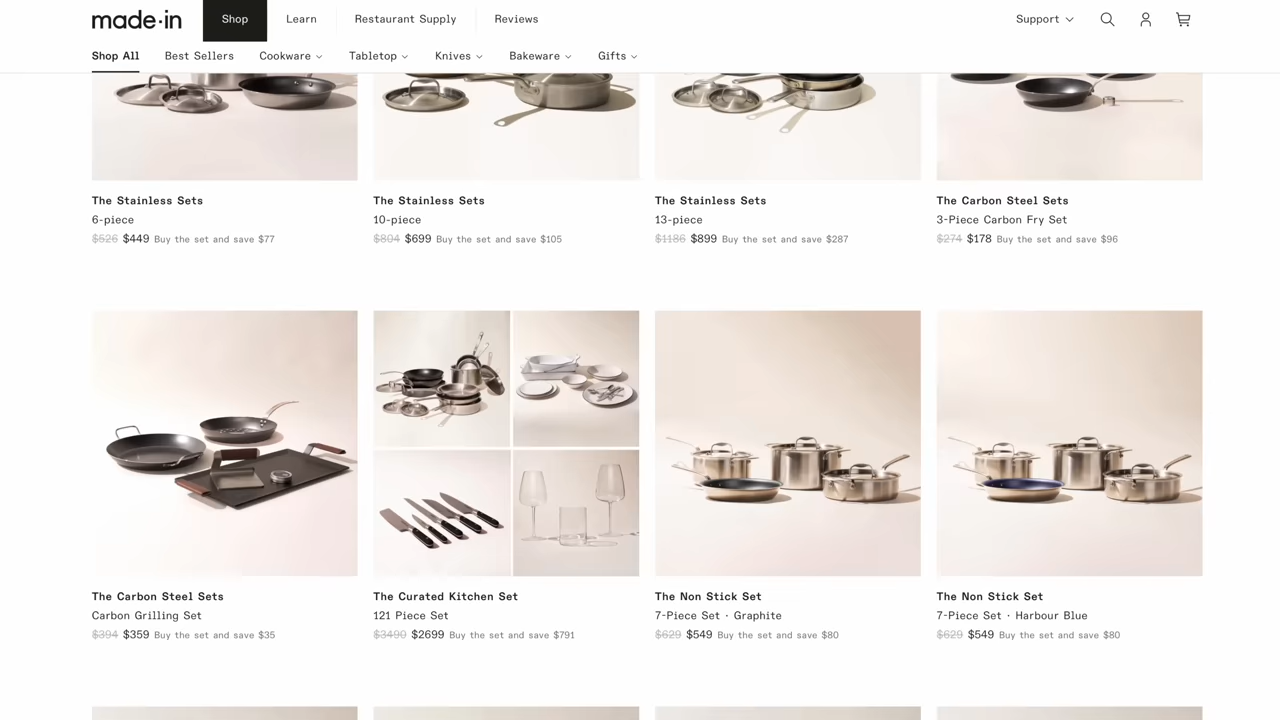 made·in
Shop
Learn
Restaurant Supply
Reviews
Support
Shop All
Best Sellers
Cookware
Tabletop
Knives
Bakeware
Gifts
The Stainless Sets
6-piece
$526 $449 Buy the set and save $77
The Stainless Sets
10-piece
$804 $699 Buy the set and save $105
The Stainless Sets
13-piece
$1186 $899 Buy the set and save $287
The Carbon Steel Sets
3-Piece Carbon Fry Set
$274 $178 Buy the set and save $96
The Carbon Steel Sets
Carbon Grilling Set
$394 $359 Buy the set and save $35
The Curated Kitchen Set
121 Piece Set
$3490 $2699 Buy the set and save $791
The Non Stick Set
7-Piece Set · Graphite
$629 $549 Buy the set and save $80
The Non Stick Set
7-Piece Set · Harbour Blue
$629 $549 Buy the set and save $80